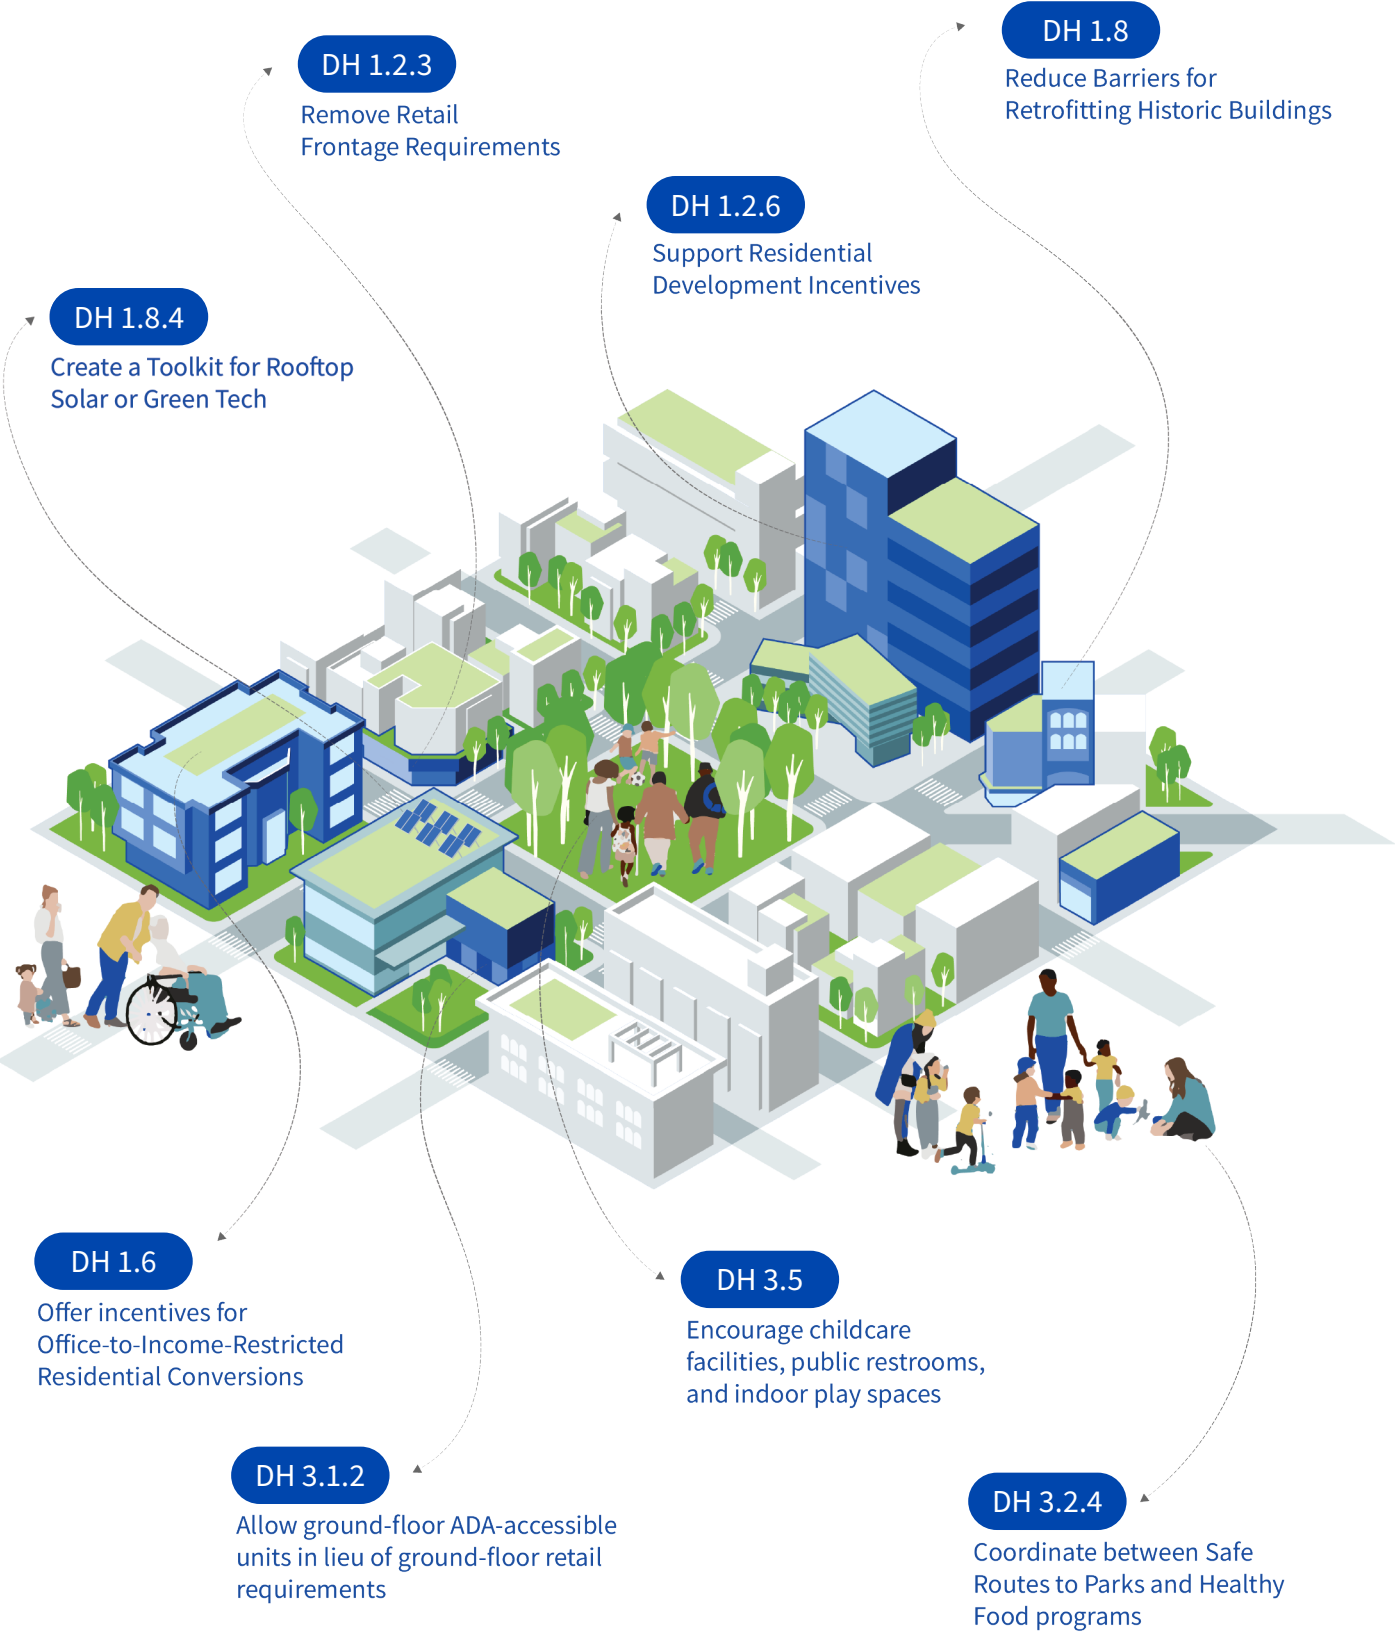 DH 1.8
Reduce Barriers for
Retrofitting Historic Buildings
DH 1.2.3
Remove Retail
Frontage Requirements
DH 1.2.6
Support Residential
Development Incentives
DH 1.8.4
Create a Toolkit for Rooftop
Solar or Green Tech
DH 1.6
Offer incentives for
Office-to-Income-Restricted
Residential Conversions
DH 3.5
Encourage childcare
facilities, public restrooms,
and indoor play spaces
DH 3.1.2
Allow ground-floor ADA-accessible
units in lieu of ground-floor retail
requirements
DH 3.2.4
Coordinate between Safe
Routes to Parks and Healthy
Food programs